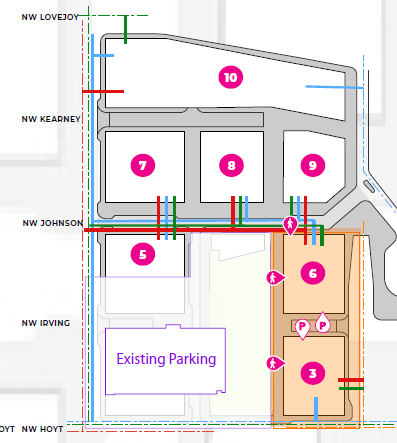 NW LOVEJOY
10
NW KEARNEY
7
8
9
NW JOHNSON
5
6
NW IRVING
P
P
Existing Parking
3
OYT
NW HOYT